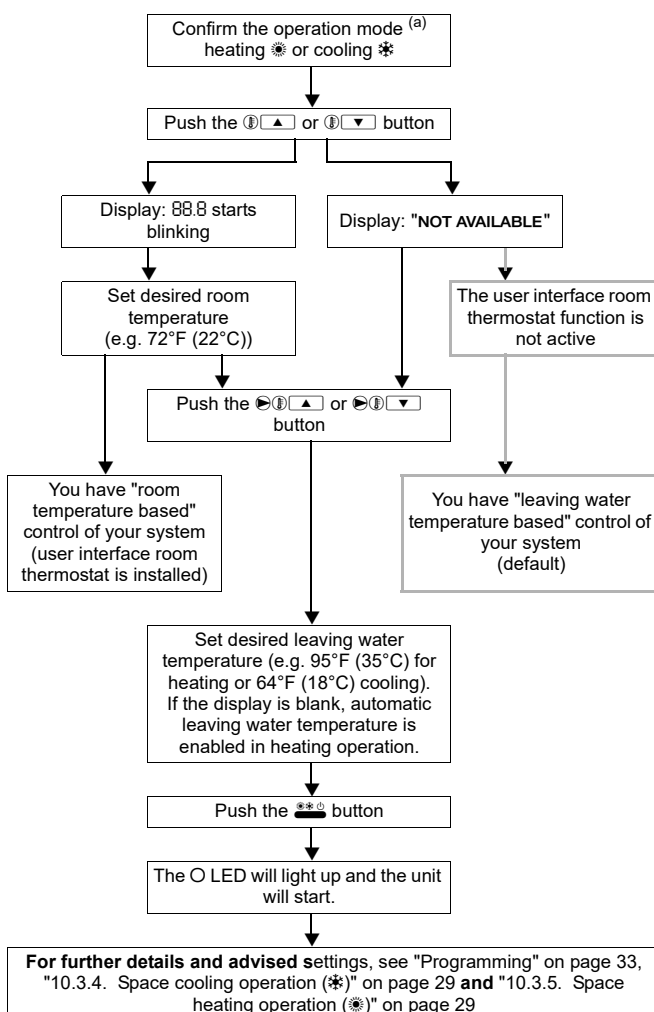 Confirm the operation mode (a)
heating ☀ or cooling ❄
Push the ▲ or ▼ button
Display: 88.8 starts
blinking
Display: "NOT AVAILABLE"
Set desired room
temperature
(e.g. 72°F (22°C))
The user interface room
thermostat function is
not active
Push the ▲ or ▼
button
You have "room
temperature based"
control of your system
(user interface room
thermostat is installed)
You have "leaving water
temperature based" control of
your system
(default)
Set desired leaving water
temperature (e.g. 95°F (35°C) for
heating or 64°F (18°C) cooling).
If the display is blank, automatic
leaving water temperature is
enabled in heating operation.
Push the button
The LED will light up and the unit
will start.
For further details and advised settings, see "Programming" on page 33,
"10.3.4. Space cooling operation (❄)" on page 29 and "10.3.5. Space
heating operation (☀)" on page 29